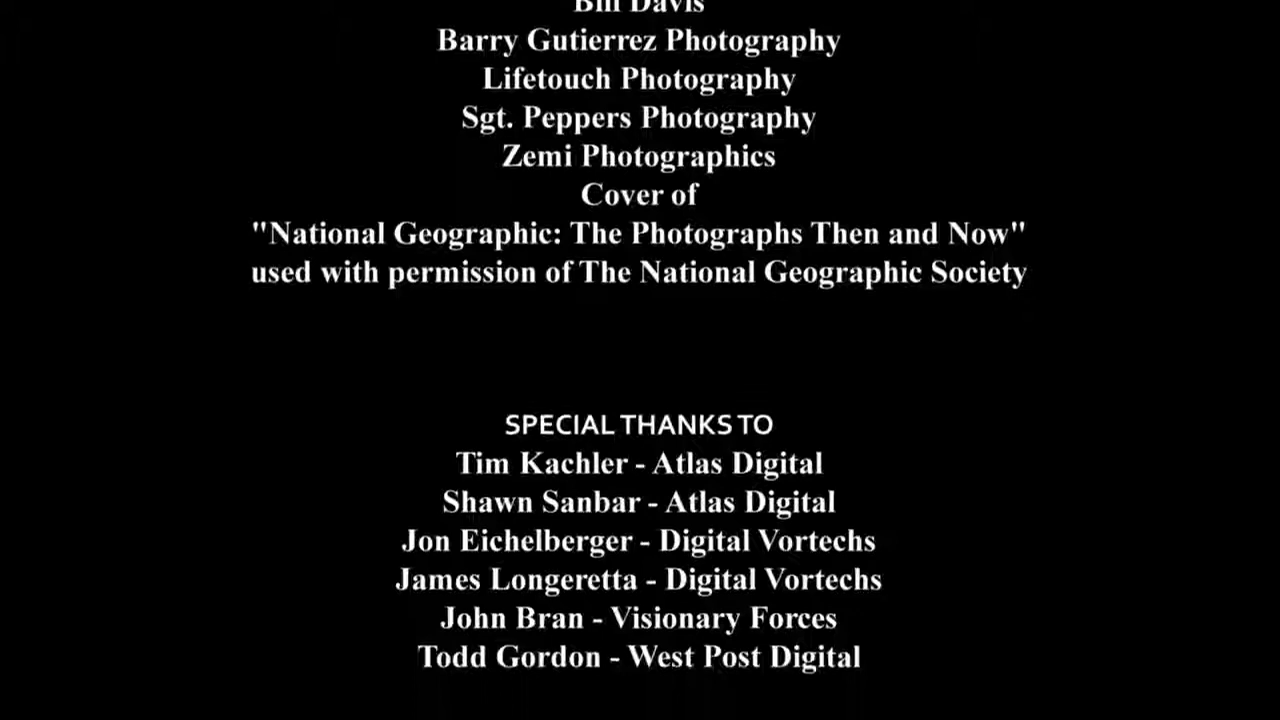 Bill Davis
Barry Gutierrez Photography
Lifetouch Photography
Sgt. Peppers Photography
Zemi Photographics
Cover of
"National Geographic: The Photographs Then and Now"
used with permission of The National Geographic Society
SPECIAL THANKS TO
Tim Kachler - Atlas Digital
Shawn Sanbar - Atlas Digital
Jon Eichelberger - Digital Vortechs
James Longeretta - Digital Vortechs
John Bran - Visionary Forces
Todd Gordon - West Post Digital